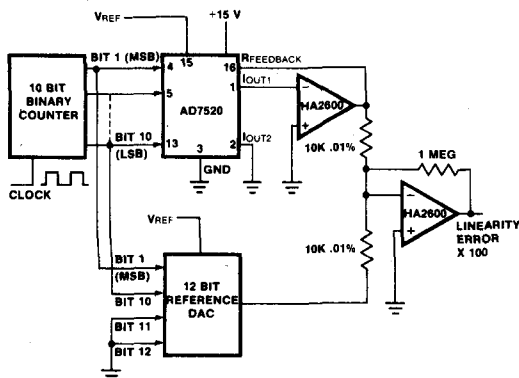 VREF
+15 V
BIT 1 (MSB)
15
RFEEDBACK
4
16
IOUT1
1
10 BIT
BINARY
COUNTER
5
AD7520
HA2600
BIT 10
(LSB)
13
3
2
IOUT2
10K .01%
GND
CLOCK
1 MEG
HA2600
LINEARITY
ERROR
X 100
VREF
10K .01%
BIT 1
(MSB)
BIT 10
BIT 11
BIT 12
12 BIT
REFERENCE
DAC